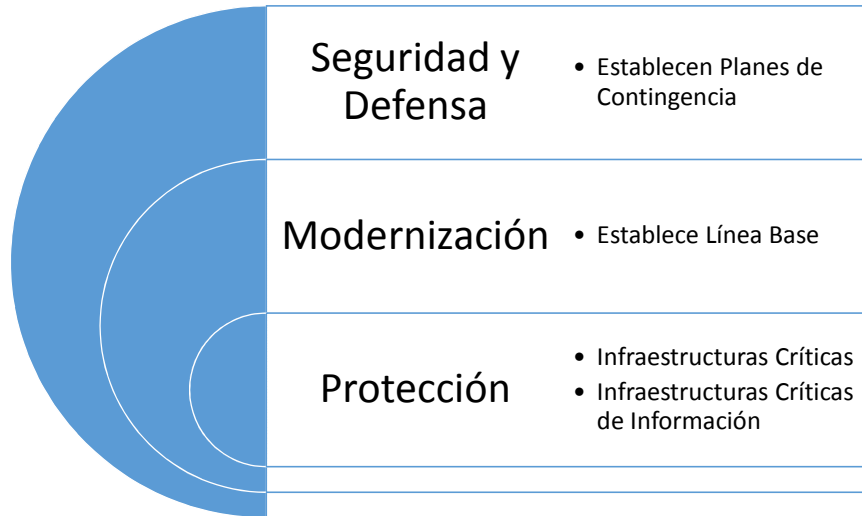 Seguridad y
Defensa
• Establecen Planes de
Contingencia
Modernización
• Establece Línea Base
Protección
• Infraestructuras Críticas
• Infraestructuras Críticas
de Información